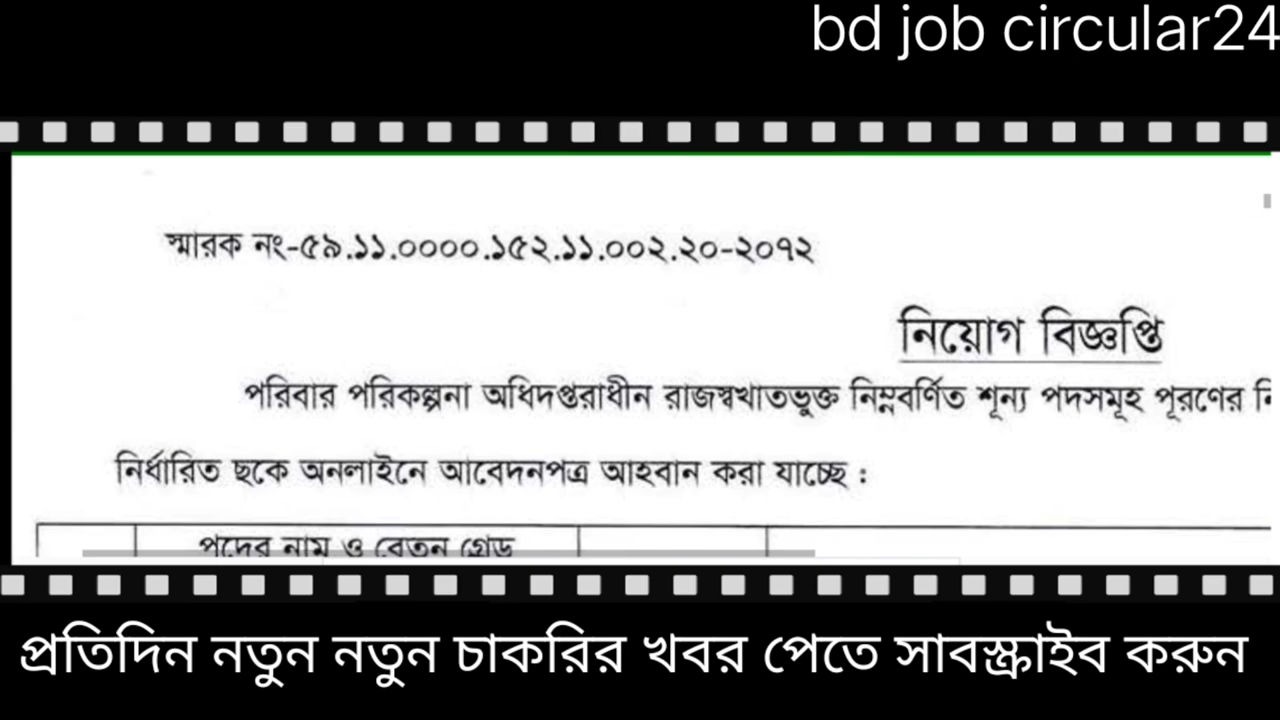 bd job circular24
স্মারক নং-৫৯.১১.০০০০.১৫২.১১.০০২.২০-২০৭২
নিয়োগ বিজ্ঞপ্তি
পরিবার পরিকল্পনা অধিদপ্তরাধীন রাজস্বখাতভুক্ত নিম্নবর্ণিত শূন্য পদসমূহ পূরণের
নির্ধারিত ছকে অনলাইনে আবেদনপত্র আহবান করা যাচ্ছে :
পদের নাম ও বেতন গ্রেড
প্রতিদিন নতুন নতুন চাকরির খবর পেতে সাবস্ক্রাইব করুন